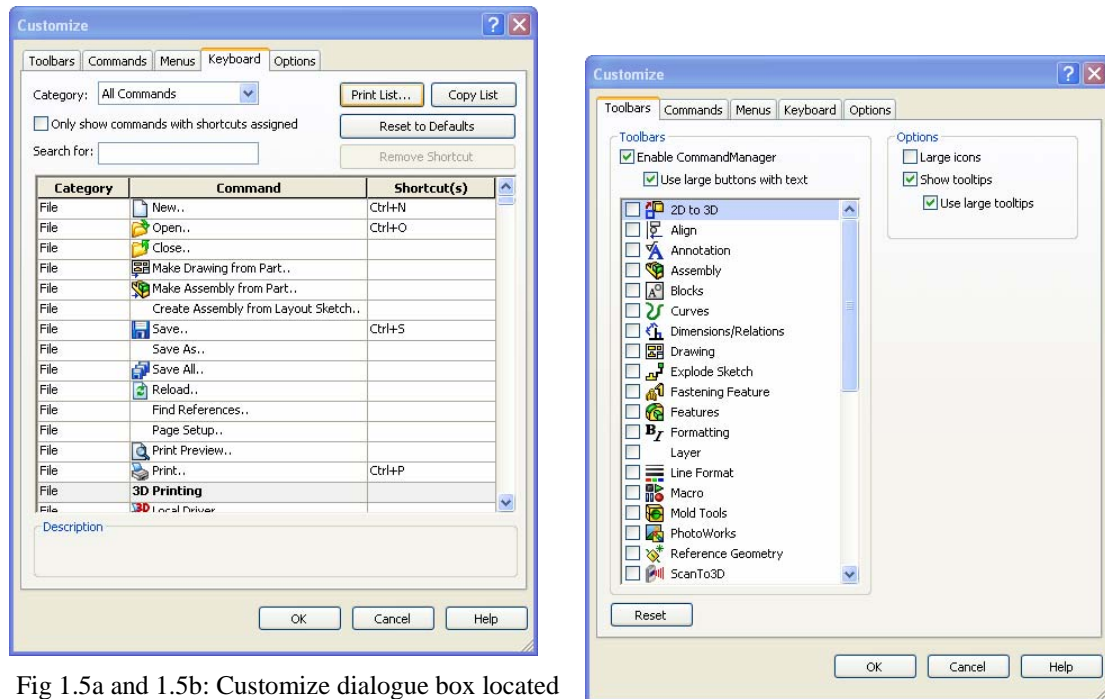 Customize
Toolbars Commands Menus Keyboard Options
Category: All Commands Print List... Copy List
Only show commands with shortcuts assigned Reset to Defaults
Search for: Remove Shortcut
Category Command Shortcut(s)
File New.. Ctrl+N
File Open.. Ctrl+O
File Close..
File Make Drawing from Part..
File Make Assembly from Part..
File Create Assembly from Layout Sketch..
File Save.. Ctrl+S
File Save As..
File Save All..
File Reload..
File Find References..
File Page Setup..
File Print Preview..
File Print.. Ctrl+P
File 3D Printing
File Local Driver
Description
OK Cancel Help
Fig 1.5a and 1.5b: Customize dialogue box located
Customize
Toolbars Commands Menus Keyboard Options
Toolbars
Enable CommandManager
Use large buttons with text
2D to 3D
Align
Annotation
Assembly
Blocks
Curves
Dimensions/Relations
Drawing
Explode Sketch
Fastening Feature
Features
Formatting
Layer
Line Format
Macro
Mold Tools
PhotoWorks
Reference Geometry
ScanTo3D
Options
Large icons
Show tooltips
Use large tooltips
Reset
OK Cancel Help